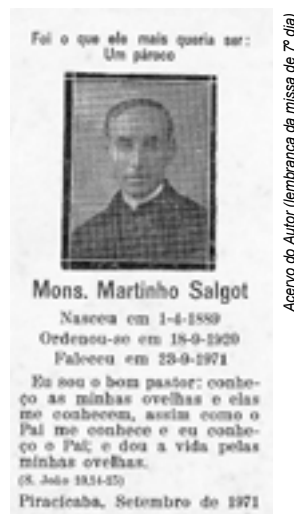 Foi o que ele mais queria ser:
Um pároco
Mons. Martinho Salgot
Nasceu em 1-4-1889
Ordenou-se em 18-9-1920
Faleceu em 23-9-1971
Eu sou o bom pastor: conhe-
ço as minhas ovelhas e elas
me conhecem, assim como o
Pai me conhece e eu conhe-
ço o Pai; e dou a vida pelas
minhas ovelhas.
(S. João 10,14-15)
Piracicaba, Setembro de 1971
Acervo do Autor (lembrança da missa de 7º dia)